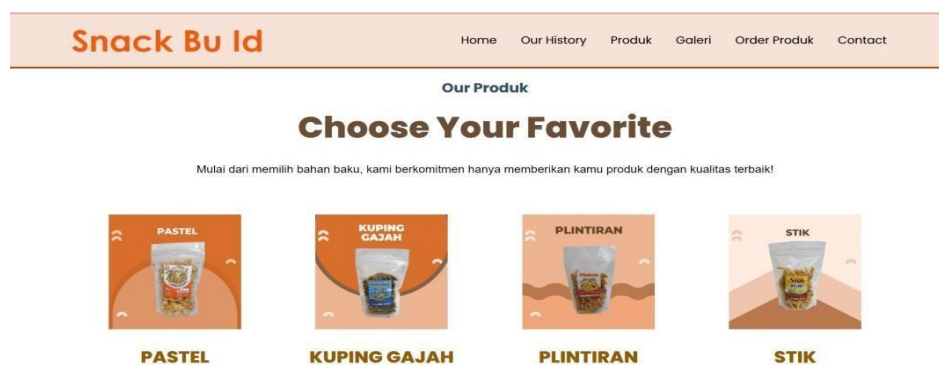 Snack Bu Id
Home Our History Produk Galeri Order Produk Contact
Our Produk
Choose Your Favorite
Mulai dari memilih bahan baku, kami berkomitmen hanya memberikan kamu produk dengan kualitas terbaik!
PASTEL
KUPING
GAJAH
PLINTIRAN
STIK
Stik
PASTEL
KUPING GAJAH
PLINTIRAN
STIK